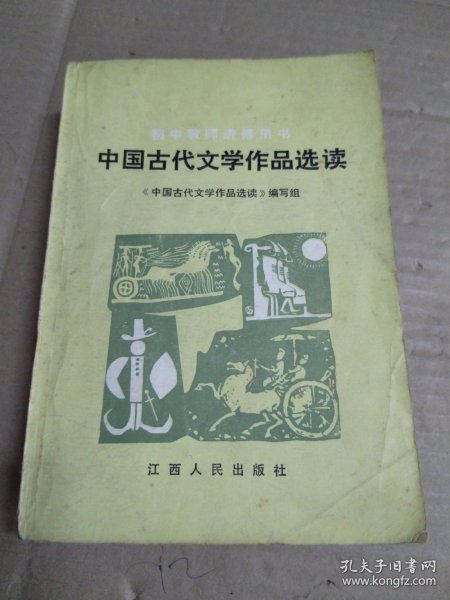 初中教师进修用书
中国古代文学作品选读
《中国古代文学作品选读》编写组
江西人民出版社
12
孔夫子旧书网
www.kongfz.com